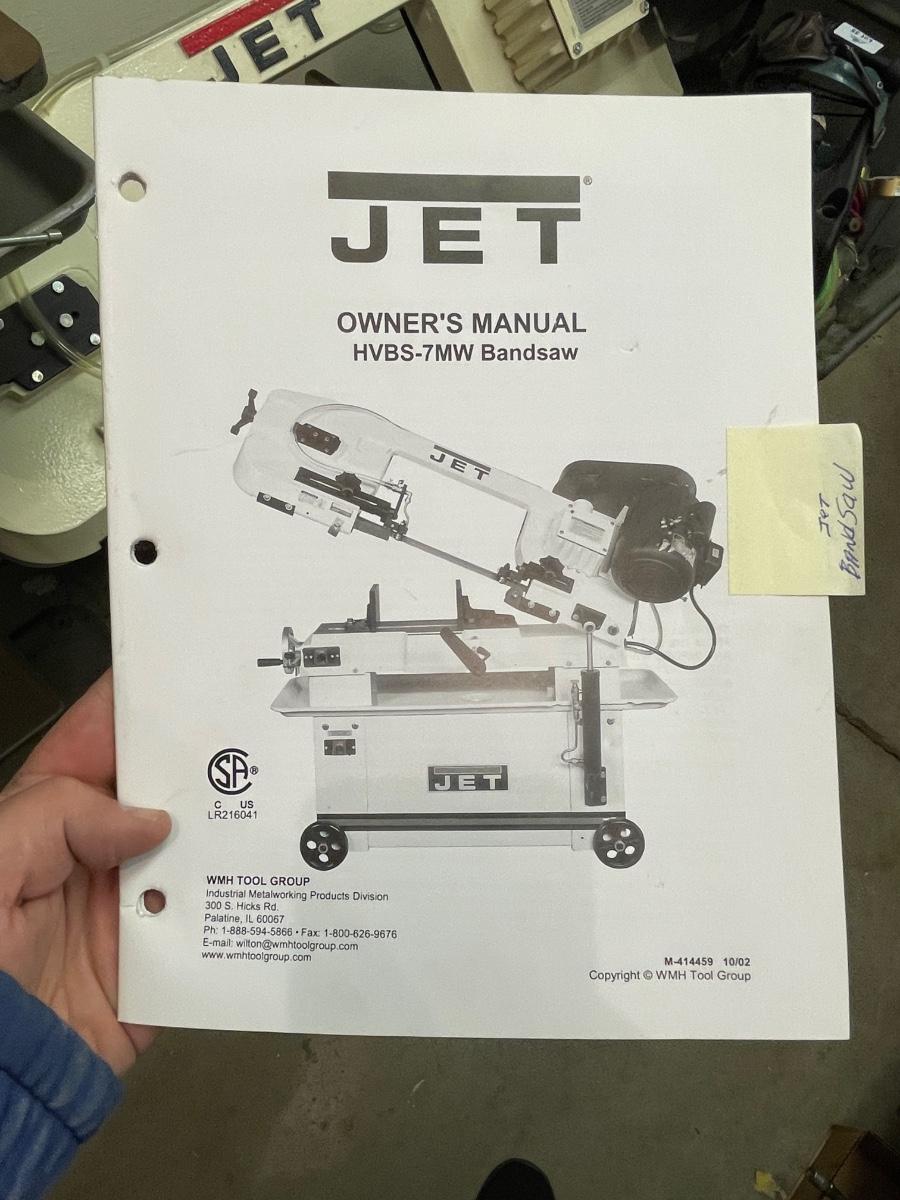 JET
JET®
OWNER'S MANUAL
HVBS-7MW Bandsaw
JET
JET
BANdSaW
JET
SA®
C US
LR216041
WMH TOOL GROUP
Industrial Metalworking Products Division
300 S. Hicks Rd.
Palatine, IL 60067
Ph: 1-888-594-5866 • Fax: 1-800-626-9676
E-mail: wilton@wmhtoolgroup.com
www.wmhtoolgroup.com
M-414459 10/02
Copyright © WMH Tool Group